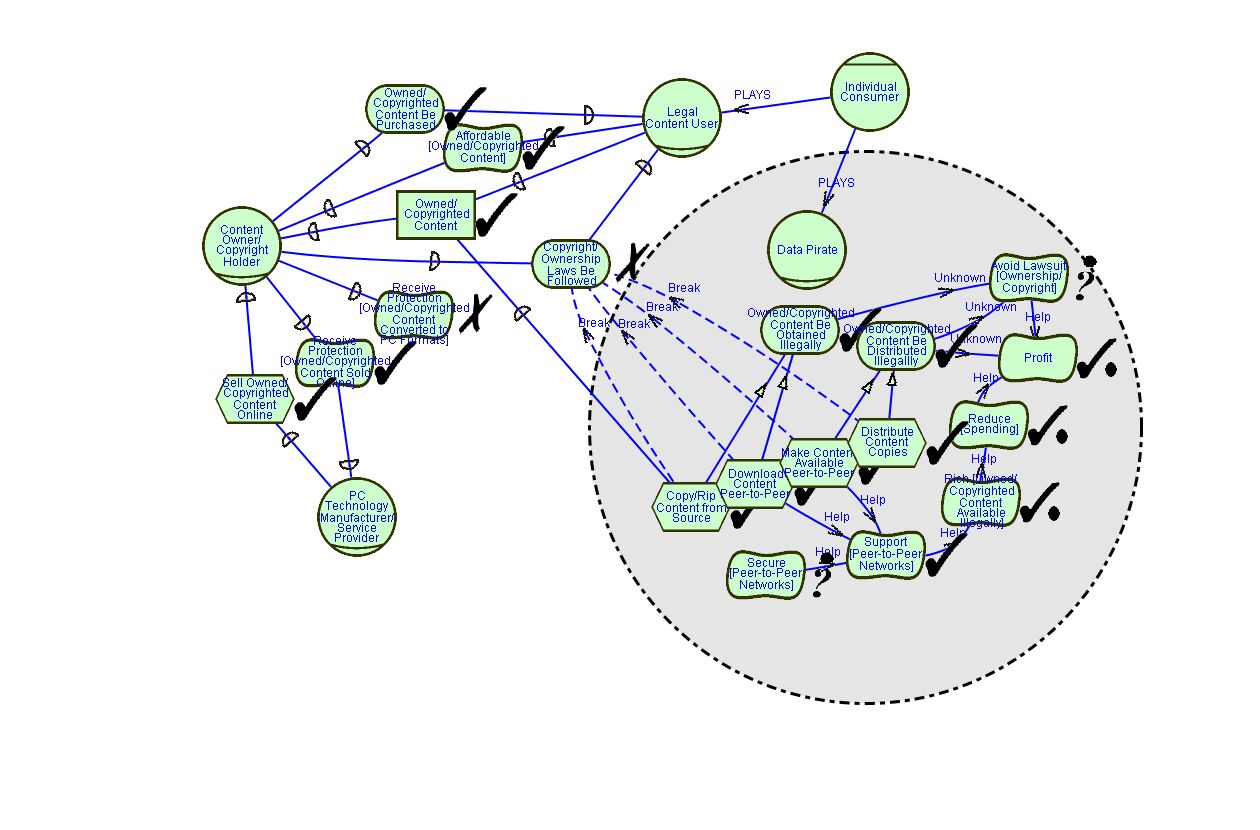 Individual
Consumer
PLAYS
Legal
Content User
Owned/
Copyrighted
Content Be
Purchased
Affordable
[Owned/Copyrighted
Content]
PLAYS
Owned/
Copyrighted
Content
Content
Owner/
Copyright
Holder
Data Pirate
Copyright/
Ownership
Laws Be
Followed
Avoid Lawsuit
[Ownership/
Copyright]
Unknown
Break
Receive
Protection
[Owned/Copyrighted
Content
Converted to
PC Formats]
Break
Unknown
Help
Owned/Copyrighted
Content Be
Obtained
Illegally
Break
Break
Owned/Copyrighted
Content Be
Distributed
Illegallly
Unknown
Profit
Receive
Protection
[Owned/Copyrighted
Content Sold
Online]
Help
Sell Owned/
Copyrighted
Content
Online
Reduce
[Spending]
Distribute
Content
Copies
Make Content
Available
Peer-to-Peer
Help
Download
Content
Peer-to-Peer
Rich [Owned/
Copyrighted
Content
Available
Illegally]
Copy/Rip
Content from
Source
Help
Help
PC
Technology
Manufacturer/
Service
Provider
Help
Support
[Peer-to-Peer
Networks]
Help
Secure
[Peer-to-Peer
Networks]